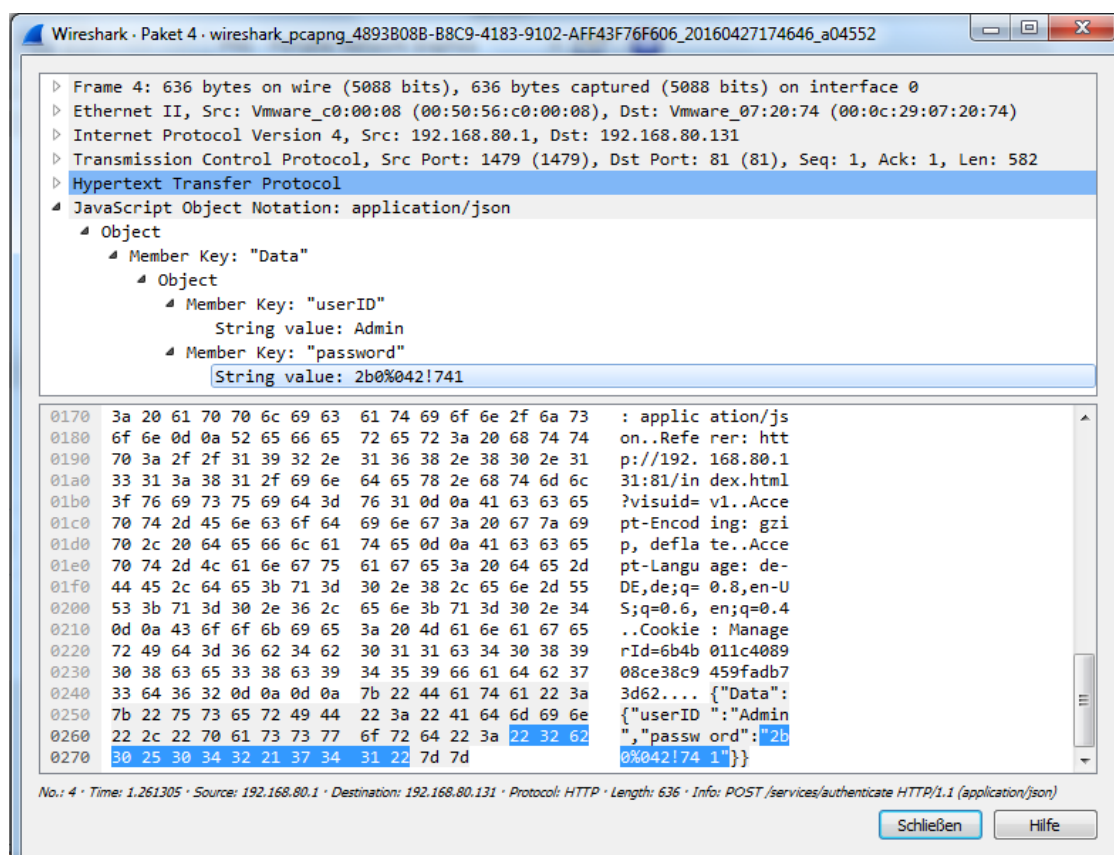 Wireshark · Paket 4 · wireshark_pcapng_4893B08B-B8C9-4183-9102-AFF43F76F606_20160427174646_a04552
Frame 4: 636 bytes on wire (5088 bits), 636 bytes captured (5088 bits) on interface 0
Ethernet II, Src: Vmware_c0:00:08 (00:50:56:c0:00:08), Dst: Vmware_07:20:74 (00:0c:29:07:20:74)
Internet Protocol Version 4, Src: 192.168.80.1, Dst: 192.168.80.131
Transmission Control Protocol, Src Port: 1479 (1479), Dst Port: 81 (81), Seq: 1, Ack: 1, Len: 582
Hypertext Transfer Protocol
JavaScript Object Notation: application/json
Object
Member Key: "Data"
Object
Member Key: "userID"
String value: Admin
Member Key: "password"
String value: 2b0%042!741
0170 3a 20 61 70 70 6c 69 63 61 74 69 6f 6e 2f 6a 73 : applic ation/js
0180 6f 6e 0d 0a 52 65 66 65 72 65 72 3a 20 68 74 74 on..Refe rer: htt
0190 70 3a 2f 2f 31 39 32 2e 31 36 38 2e 38 30 2e 31 p://192. 168.80.1
01a0 33 31 3a 38 31 2f 69 6e 64 65 78 2e 68 74 6d 6c 31:81/in dex.html
01b0 3f 76 69 73 75 69 64 3d 76 31 0d 0a 41 63 63 65 ?visuid= v1..Acce
01c0 70 74 2d 45 6e 63 6f 64 69 6e 67 3a 20 67 7a 69 pt-Encod ing: gzi
01d0 70 2c 20 64 65 66 6c 61 74 65 0d 0a 41 63 63 65 p, defla te..Acce
01e0 70 74 2d 4c 61 6e 67 75 61 67 65 3a 20 64 65 2d pt-Langu age: de-
01f0 44 45 2c 64 65 3b 71 3d 30 2e 38 2c 65 6e 2d 55 DE,de;q= 0.8,en-U
0200 53 3b 71 3d 30 2e 36 2c 65 6e 3b 71 3d 30 2e 34 S;q=0.6, en;q=0.4
0210 0d 0a 43 6f 6f 6b 69 65 3a 20 4d 61 6e 61 67 65 ..Cookie : Manage
0220 72 49 64 3d 36 62 34 62 30 31 31 63 34 30 38 39 rId=6b4b 011c4089
0230 30 38 63 65 33 38 63 39 34 35 39 66 61 64 62 37 08ce38c9 459fadb7
0240 33 64 36 32 0d 0a 0d 0a 7b 22 44 61 74 61 22 3a 3d62.... {"Data":
0250 7b 22 75 73 65 72 49 44 22 3a 22 41 64 6d 69 6e {"userID ":"Admin
0260 22 2c 22 70 61 73 73 77 6f 72 64 22 3a 22 32 62 ","passw ord":"2b
0270 30 25 30 34 32 21 37 34 31 22 7d 7d 0%042!74 1"}}
No.: 4 · Time: 1.261305 · Source: 192.168.80.1 · Destination: 192.168.80.131 · Protocol: HTTP · Length: 636 · Info: POST /services/authenticate HTTP/1.1 (application/json)
Schließen Hilfe